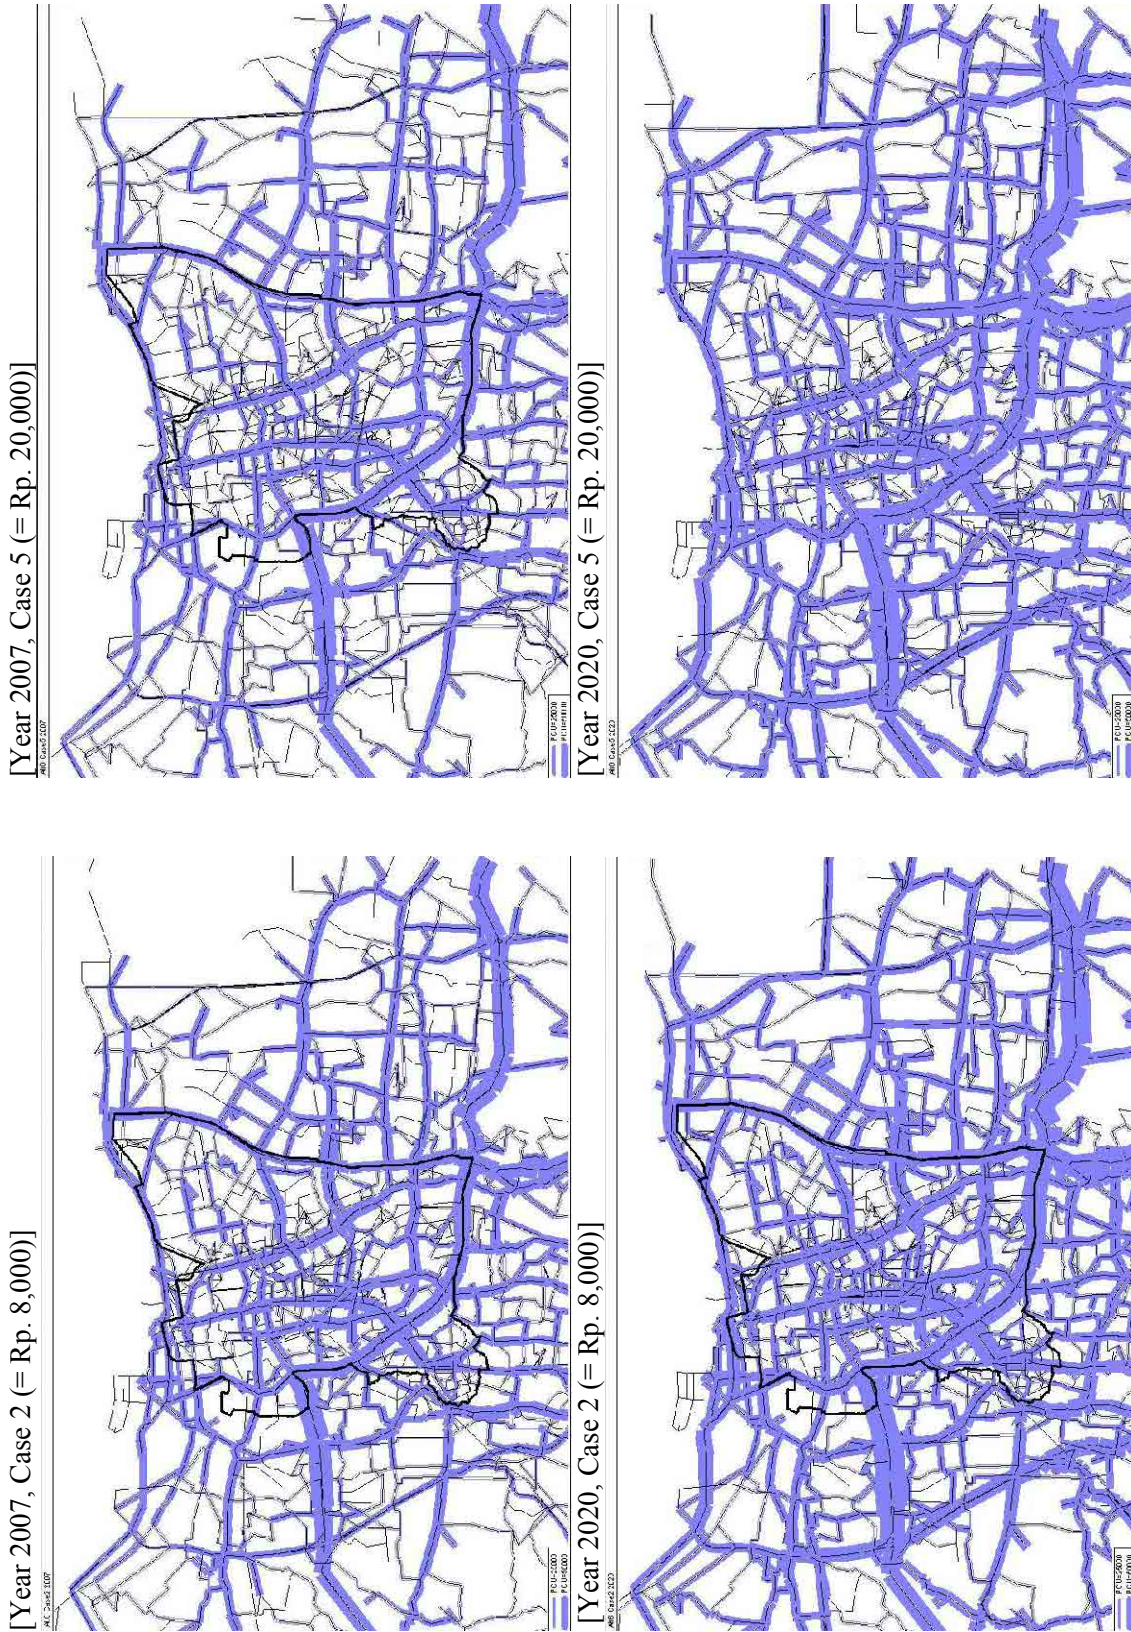 [Year 2007, Case 2 (= Rp. 8,000)]
[Year 2007, Case 5 (= Rp. 20,000)]
[Year 2020, Case 2 (= Rp. 8,000)]
[Year 2020, Case 5 (= Rp. 20,000)]